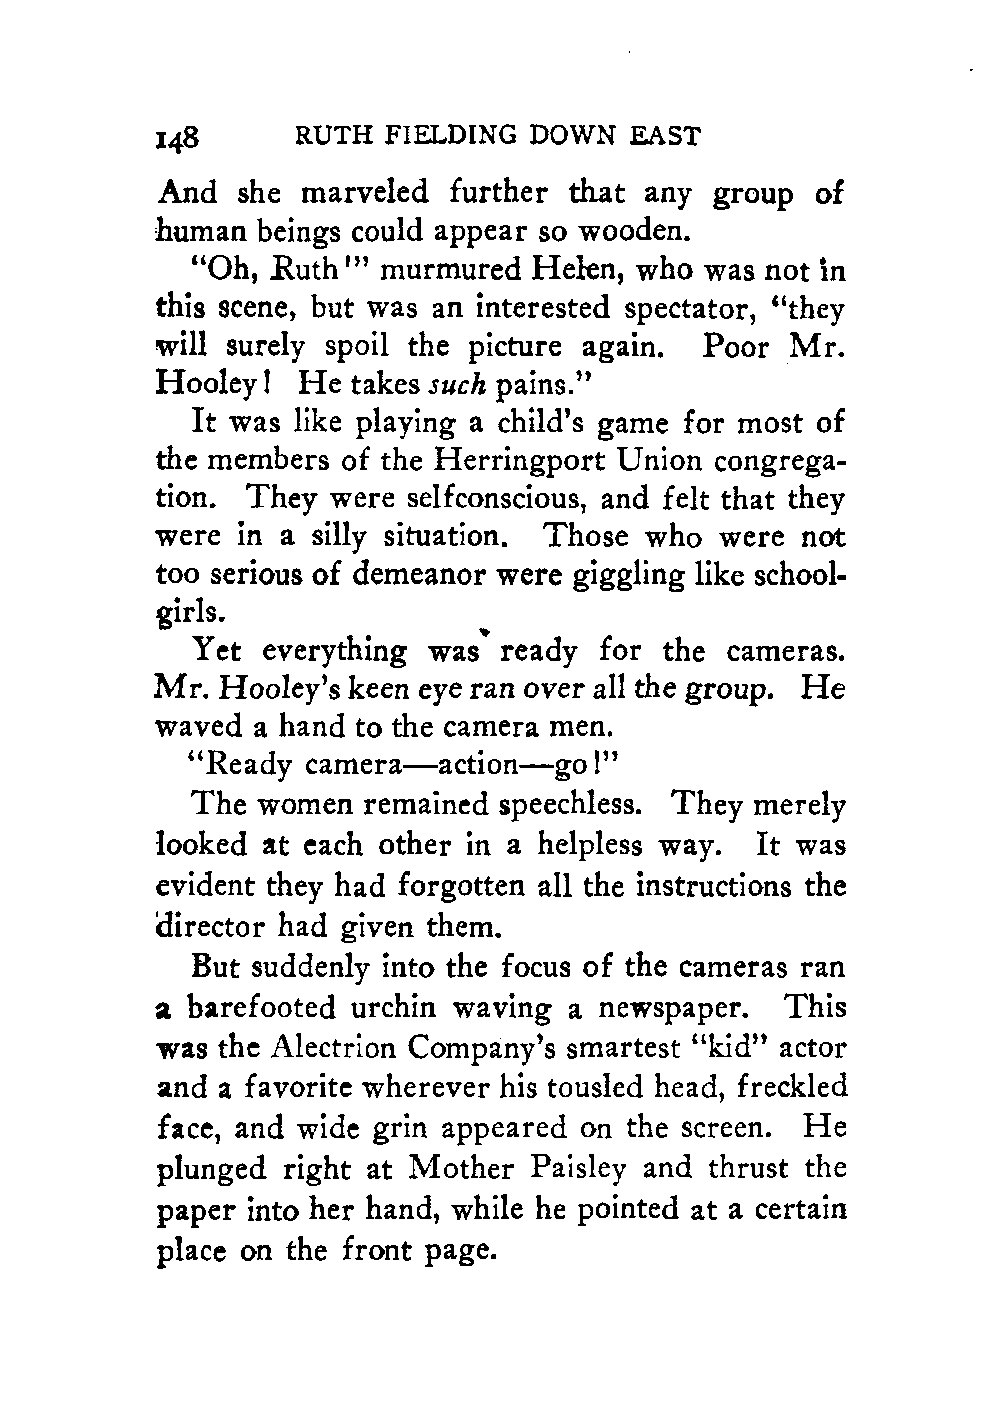 148 RUTH FIELDING DOWN EAST
And she marveled further that any group of
human beings could appear so wooden.
“Oh, Ruth!” murmured Helen, who was not in
this scene, but was an interested spectator, “they
will surely spoil the picture again. Poor Mr.
Hooley! He takes such pains.”
It was like playing a child’s game for most of
the members of the Herringport Union congrega-
tion. They were selfconscious, and felt that they
were in a silly situation. Those who were not
too serious of demeanor were giggling like school-
girls.
Yet everything was ready for the cameras.
Mr. Hooley’s keen eye ran over all the group. He
waved a hand to the camera men.
“Ready camera—action—go!”
The women remained speechless. They merely
looked at each other in a helpless way. It was
evident they had forgotten all the instructions the
director had given them.
But suddenly into the focus of the cameras ran
a barefooted urchin waving a newspaper. This
was the Alectrion Company’s smartest “kid” actor
and a favorite wherever his tousled head, freckled
face, and wide grin appeared on the screen. He
plunged right at Mother Paisley and thrust the
paper into her hand, while he pointed at a certain
place on the front page.